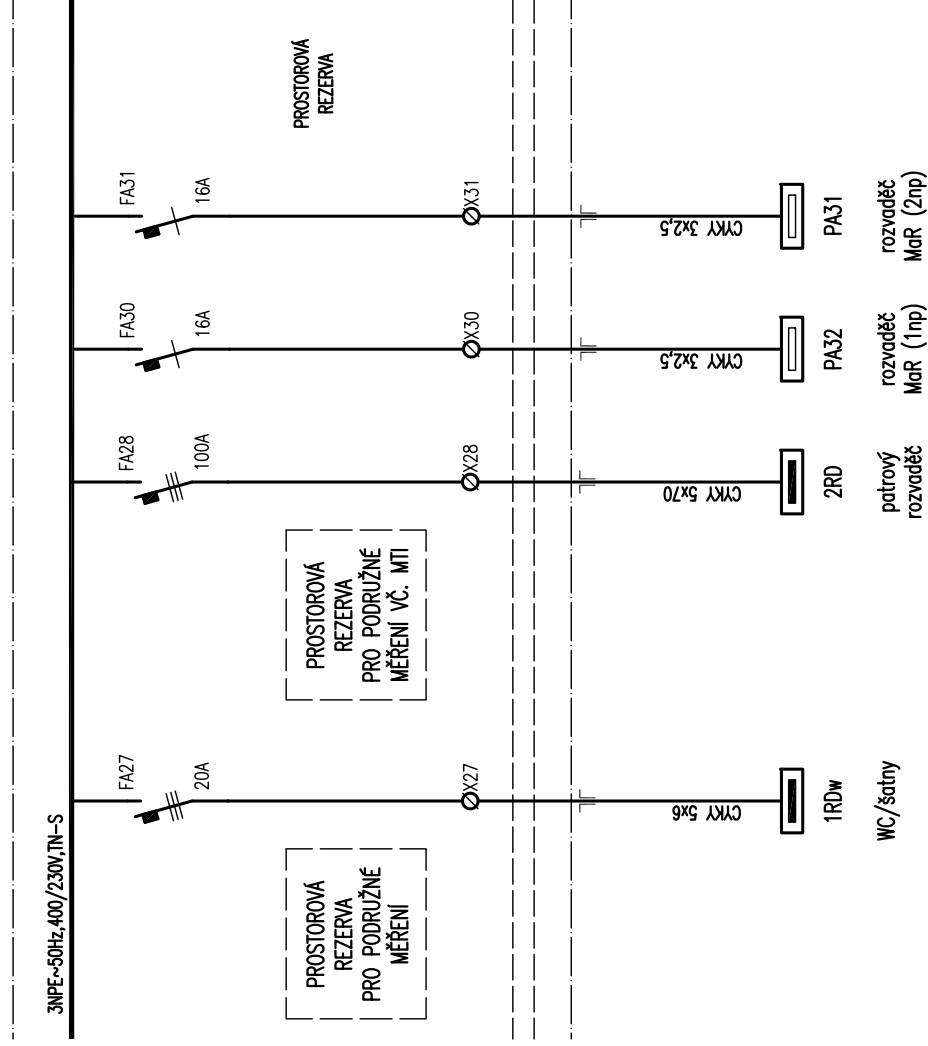 3NPE~50Hz,400/230V,TN-S
PROSTOROVÁ
REZERVA
PRO PODRUŽNÉ
MĚŘENÍ
FA27
20A
X27
CYKY 5x6
1RDw
WC/šatny
PROSTOROVÁ
REZERVA
PRO PODRUŽNÉ
MĚŘENÍ VČ. MTI
FA28
100A
X28
CYKY 5x70
2RD
patrový
rozvaděč
FA30
16A
X30
CYKY 3x2,5
PA32
rozvaděč
MaR (1np)
FA31
16A
X31
CYKY 3x2,5
PA31
rozvaděč
MaR (2np)
PROSTOROVÁ
REZERVA